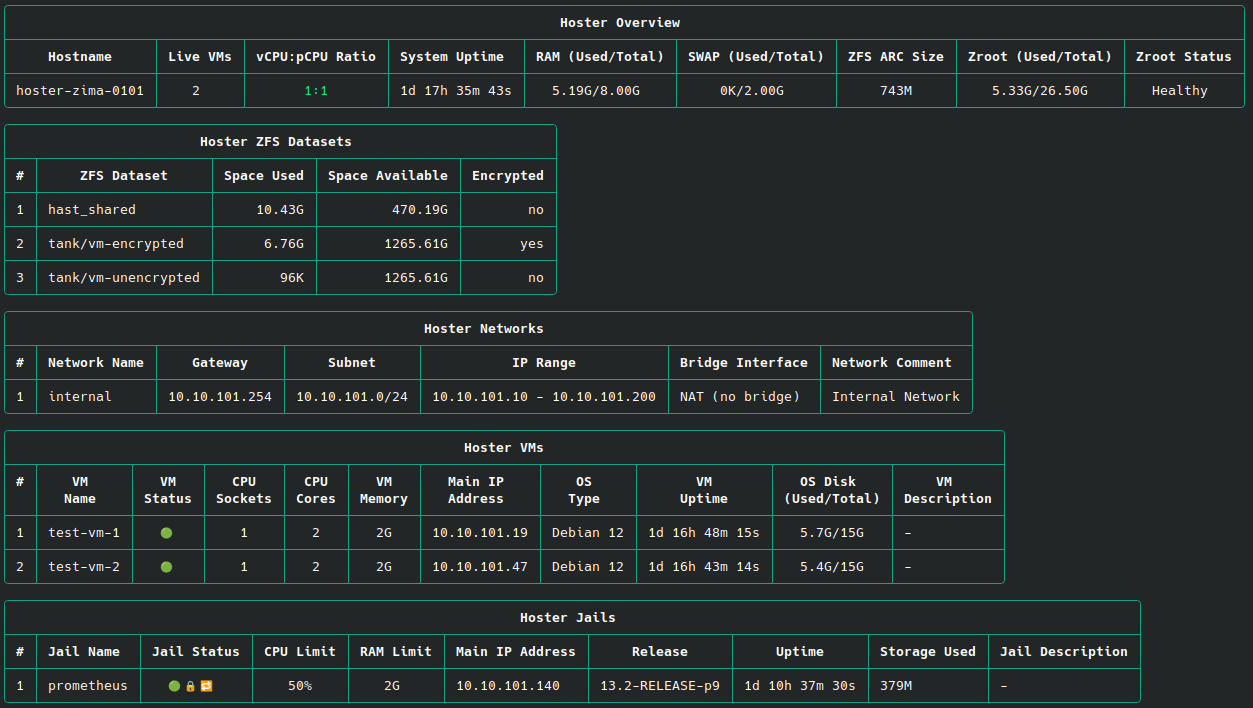 Hoster Overview
Hostname Live VMs vCPU:pCPU Ratio System Uptime RAM (Used/Total) SWAP (Used/Total) ZFS ARC Size Zroot (Used/Total) Zroot Status
hoster-zima-0101 2 1:1 1d 17h 35m 43s 5.19G/8.00G 0K/2.00G 743M 5.33G/26.50G Healthy
Hoster ZFS Datasets
# ZFS Dataset Space Used Space Available Encrypted
1 hast_shared 10.43G 470.19G no
2 tank/vm-encrypted 6.76G 1265.61G yes
3 tank/vm-unencrypted 96K 1265.61G no
Hoster Networks
# Network Name Gateway Subnet IP Range Bridge Interface Network Comment
1 internal 10.10.101.254 10.10.101.0/24 10.10.101.10 - 10.10.101.200 NAT (no bridge) Internal Network
Hoster VMs
# VM VM CPU CPU VM Main IP OS VM OS Disk VM
Name Status Sockets Cores Memory Address Type Uptime (Used/Total) Description
1 test-vm-1 1 2 2G 10.10.101.19 Debian 12 1d 16h 48m 15s 5.7G/15G -
2 test-vm-2 1 2 2G 10.10.101.47 Debian 12 1d 16h 43m 14s 5.4G/15G -
Hoster Jails
# Jail Name Jail Status CPU Limit RAM Limit Main IP Address Release Uptime Storage Used Jail Description
1 prometheus 50% 2G 10.10.101.140 13.2-RELEASE-p9 1d 10h 37m 30s 379M -